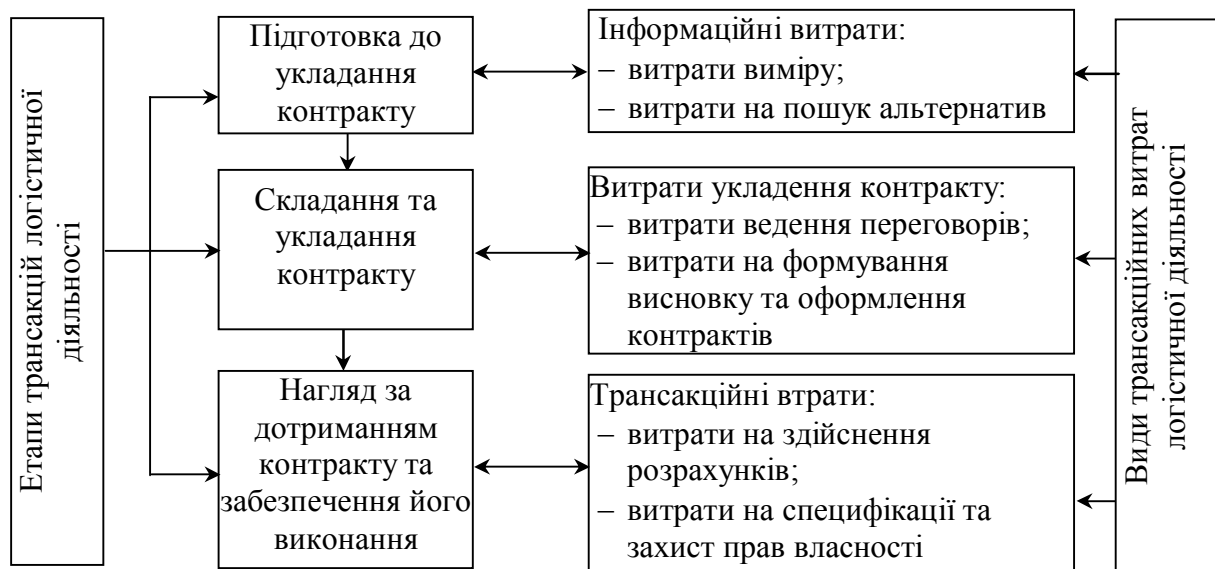 Етапи трансакцій логістичної
діяльності
Підготовка до
укладання
контракту
Складання та
укладання
контракту
Нагляд за
дотриманням
контракту та
забезпечення його
виконання
Інформаційні витрати:
– витрати виміру;
– витрати на пошук альтернатив
Витрати укладення контракту:
– витрати ведення переговорів;
– витрати на формування
висновку та оформлення
контрактів
Трансакційні втрати:
– витрати на здійснення
розрахунків;
– витрати на специфікації та
захист прав власності
Види трансакційних витрат
логістичної діяльності